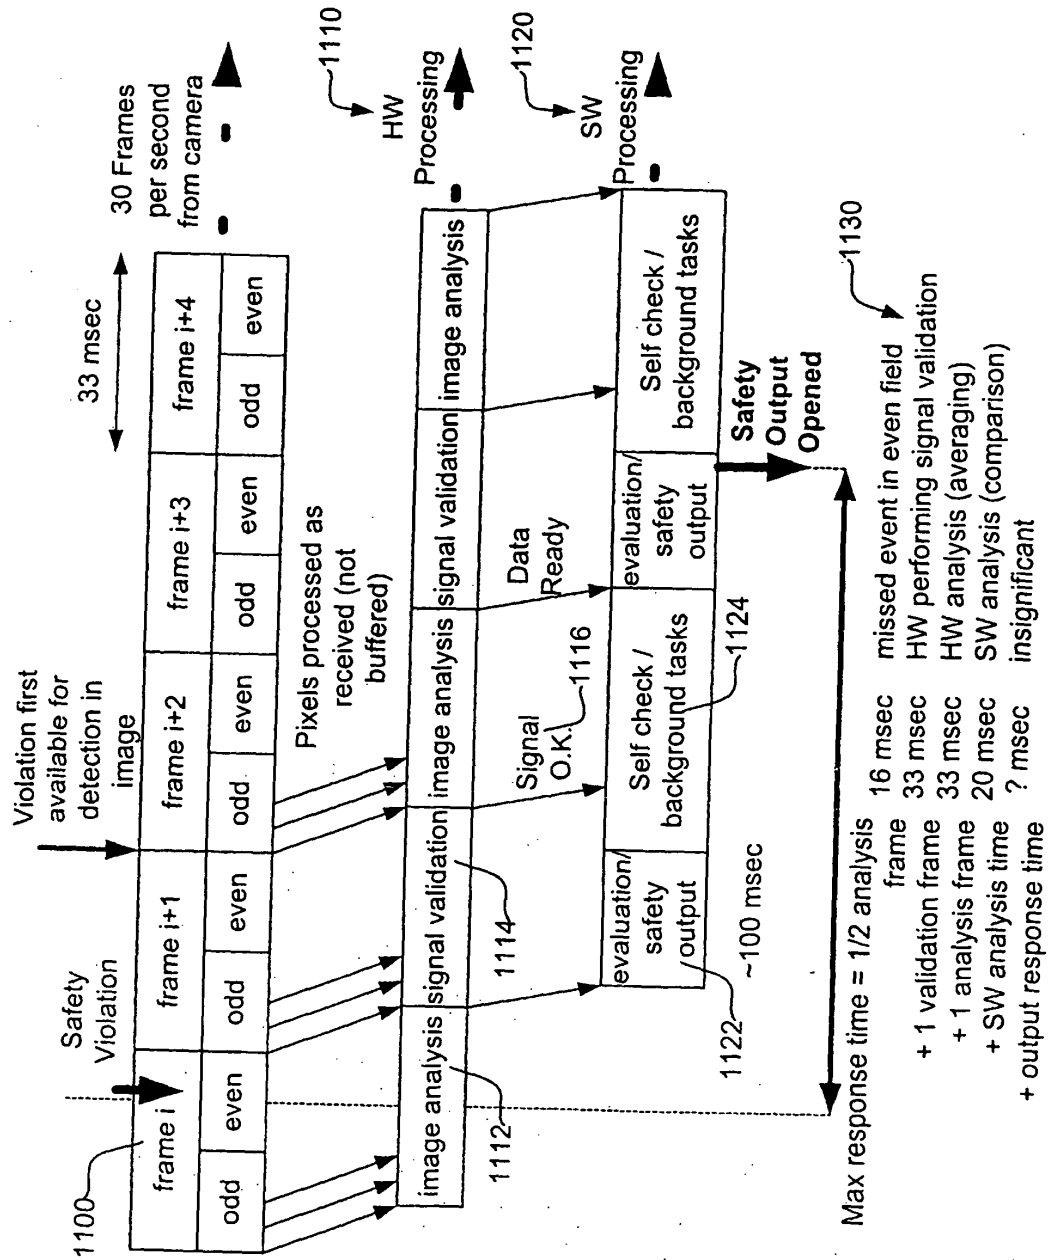 30 Frames
per second
from camera
33 msec
Violation first
available for
detection in
image
Safety
Violation
1100
frame i
frame i+1
frame i+2
frame i+3
frame i+4
odd
even
odd
even
odd
even
odd
even
odd
even
Pixels processed as
received (not
buffered)
1110
HW
Processing
image analysis
signal validation
image analysis
signal validation
image analysis
1112
1114
Signal
O.K.
1116
Data
Ready
1120
SW
Processing
evaluation/
safety
output
Self check /
background tasks
evaluation/
safety
output
Self check /
background tasks
1122
~100 msec
1124
Safety
Output
Opened
1130
Max response time = 1/2 analysis
frame
16 msec
missed event in even field
+ 1 validation frame
33 msec
HW performing signal validation
+ 1 analysis frame
33 msec
HW analysis (averaging)
+ SW analysis time
20 msec
SW analysis (comparison)
+ output response time
? msec
insignificant